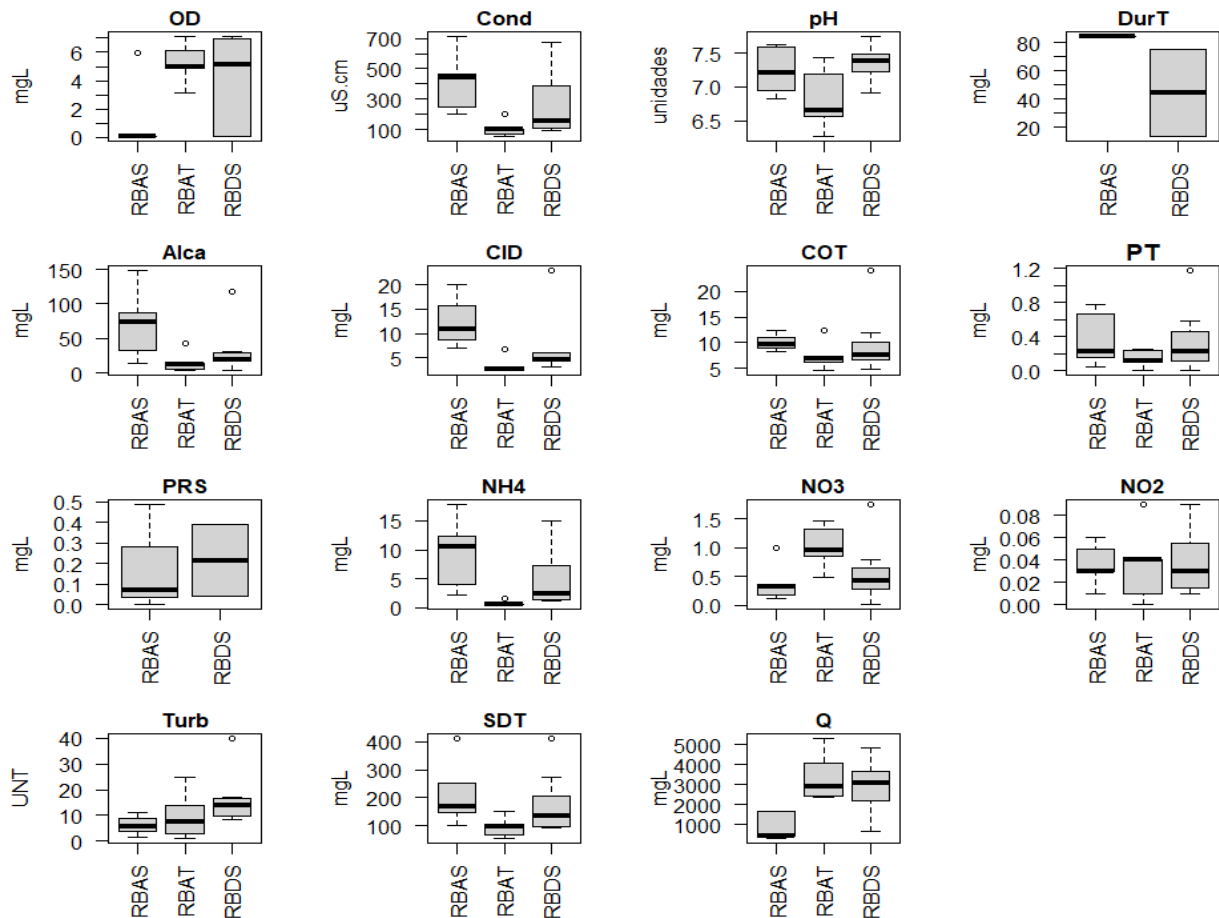 OD
Cond
pH
DurT
mgL
6
5
4
3
2
1
0
RBAS
RBAT
RBDS
uS.cm
700
500
300
100
RBAS
RBAT
RBDS
unidades
7.5
7.0
6.5
RBAS
RBAT
RBDS
mgL
80
60
40
20
RBAS
RBDS
Alca
CID
COT
PT
mgL
150
100
50
0
RBAS
RBAT
RBDS
mgL
20
15
10
5
RBAS
RBAT
RBDS
mgL
20
15
10
5
RBAS
RBAT
RBDS
mgL
1.2
0.8
0.4
0.0
RBAS
RBAT
RBDS
PRS
NH4
NO3
NO2
mgL
0.5
0.4
0.3
0.2
0.1
0.0
RBAS
RBDS
mgL
15
10
5
0
RBAS
RBAT
RBDS
mgL
1.5
1.0
0.5
0.0
RBAS
RBAT
RBDS
mgL
0.08
0.06
0.04
0.02
0.00
RBAS
RBAT
RBDS
Turb
SDT
Q
UNT
40
30
20
10
0
RBAS
RBAT
RBDS
mgL
400
300
200
100
RBAS
RBAT
RBDS
mgL
5000
4000
3000
2000
1000
RBAS
RBAT
RBDS